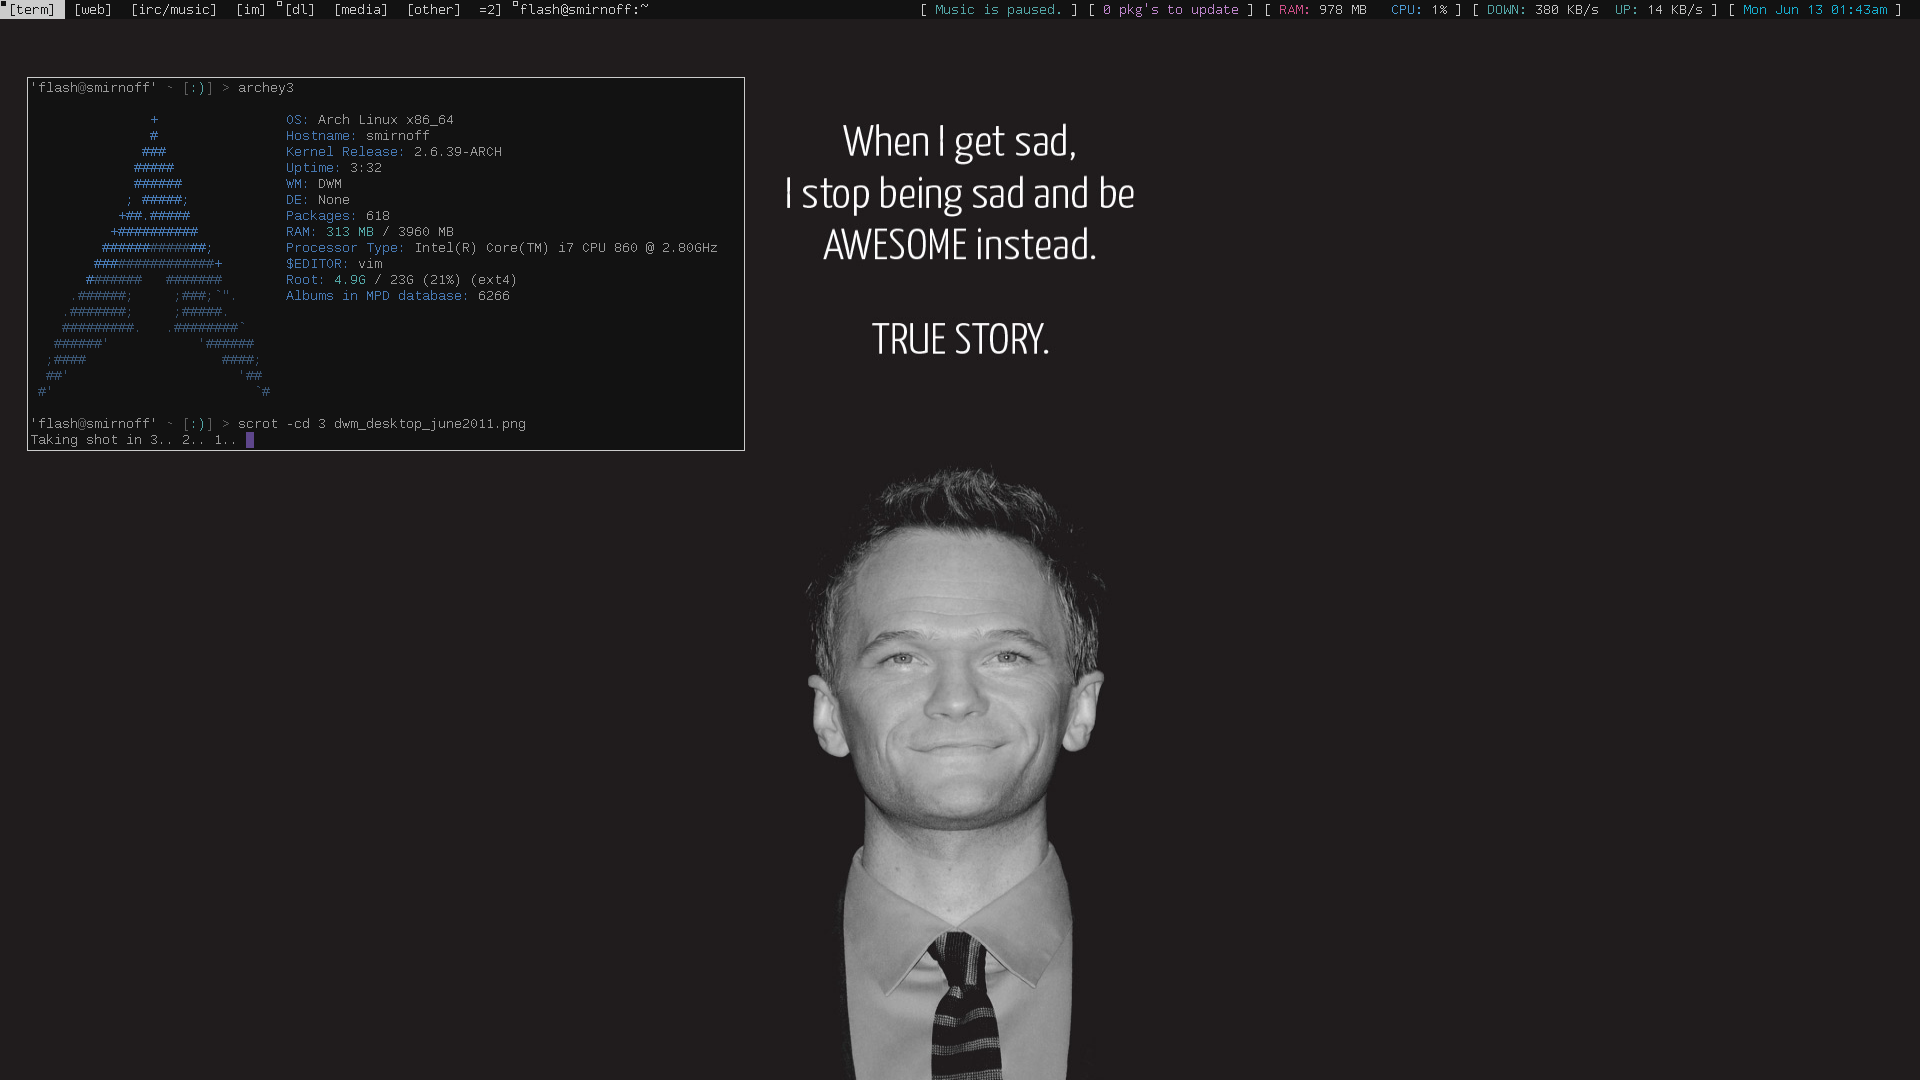 [term] [web] [irc/music] [im] [dl] [media] [other] =2] flash@smirnoff:~ [ Music is paused. ] [ 0 pkg's to update ] [ RAM: 978 MB CPU: 1% ] [ DOWN: 380 KB/s UP: 14 KB/s ] [ Mon Jun 13 01:43am ]
'flash@smirnoff' ~ [:)] > archey3
+ OS: Arch Linux x86_64
# Hostname: smirnoff
### Kernel Release: 2.6.39-ARCH
##### Uptime: 3:32
###### WM: DWM
; #####; DE: None
+##.##### Packages: 618
+########## RAM: 313 MB / 3960 MB
#############; Processor Type: Intel(R) Core(TM) i7 CPU 860 @ 2.80GHz
###############+ $EDITOR: vim
####### ####### Root: 4.9G / 23G (21%) (ext4)
.######; ;###;`". Albums in MPD database: 6266
.#######; ;#####.
#########. .########`
######' '######
;#### ####;
##' '##
#' `#
'flash@smirnoff' ~ [:)] > scrot -cd 3 dwm_desktop_june2011.png
Taking shot in 3.. 2.. 1..
When I get sad,
I stop being sad and be
AWESOME instead.
TRUE STORY.